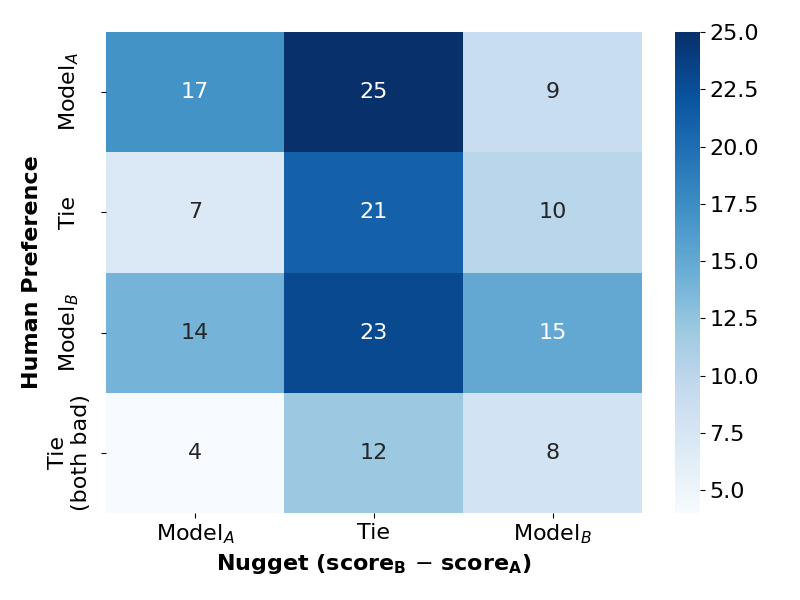 Human Preference
Model_A
17 25 9
Tie
7 21 10
Model_B
14 23 15
Tie
(both bad)
4 12 8
Model_A Tie Model_B
Nugget (score_B − score_A)
25.0
22.5
20.0
17.5
15.0
12.5
10.0
7.5
5.0